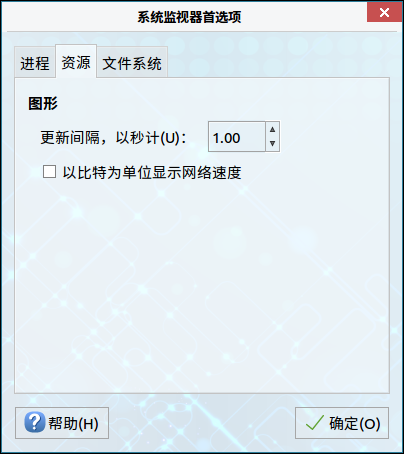 系统监视器首选项
进程 资源 文件系统
图形
更新间隔，以秒计(U)： 1.00
以比特为单位显示网络速度
帮助(H) 确定(O)